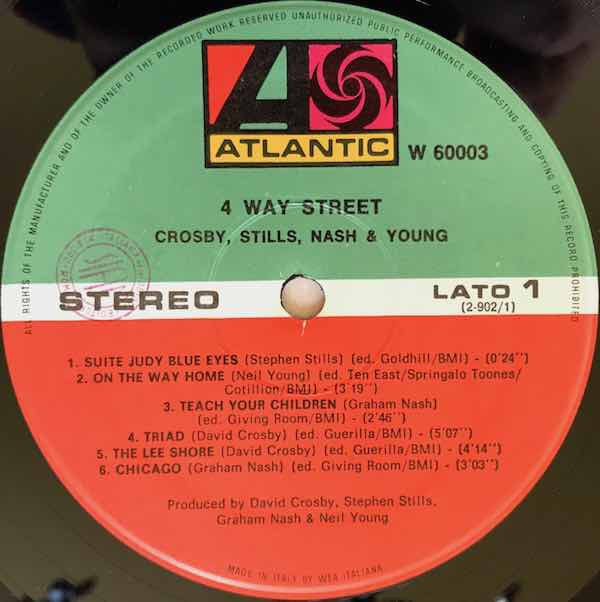 ALL RIGHTS OF THE MANUFACTURER AND OF THE OWNER OF THE RECORDED WORK RESERVED UNAUTHORIZED PUBLIC PERFORMANCE BROADCASTING AND COPYING OF THIS RECORD PROHIBITED
ATLANTIC
W 60003
4 WAY STREET
CROSBY, STILLS, NASH & YOUNG
STEREO
LATO 1
(2-902/1)
1. SUITE JUDY BLUE EYES (Stephen Stills) (ed. Goldhill/BMI) - (0'24'')
2. ON THE WAY HOME (Neil Young) (ed. Ten East/Springalo Toones/
Cotillion/BMI) - (3'19'')
3. TEACH YOUR CHILDREN (Graham Nash)
(ed. Giving Room/BMI) - (2'46'')
4. TRIAD (David Crosby) (ed. Guerilla/BMI) - (5'07'')
5. THE LEE SHORE (David Crosby) (ed. Guerilla/BMI) - (4'14'')
6. CHICAGO (Graham Nash) (ed. Giving Room/BMI) - (3'03'')
Produced by David Crosby, Stephen Stills,
Graham Nash & Neil Young
MADE IN ITALY BY WEA ITALIANA